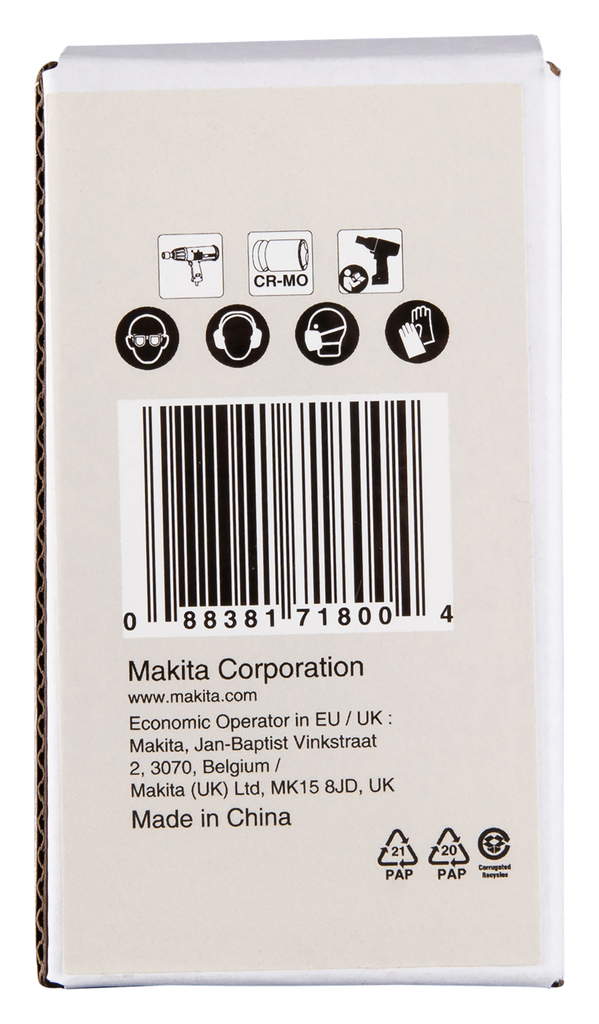 CR-MO
0 88381 71800 4
Makita Corporation
www.makita.com
Economic Operator in EU / UK :
Makita, Jan-Baptist Vinkstraat
2, 3070, Belgium /
Makita (UK) Ltd, MK15 8JD, UK
Made in China
21 20
PAP PAP
Corrugated
Recycles